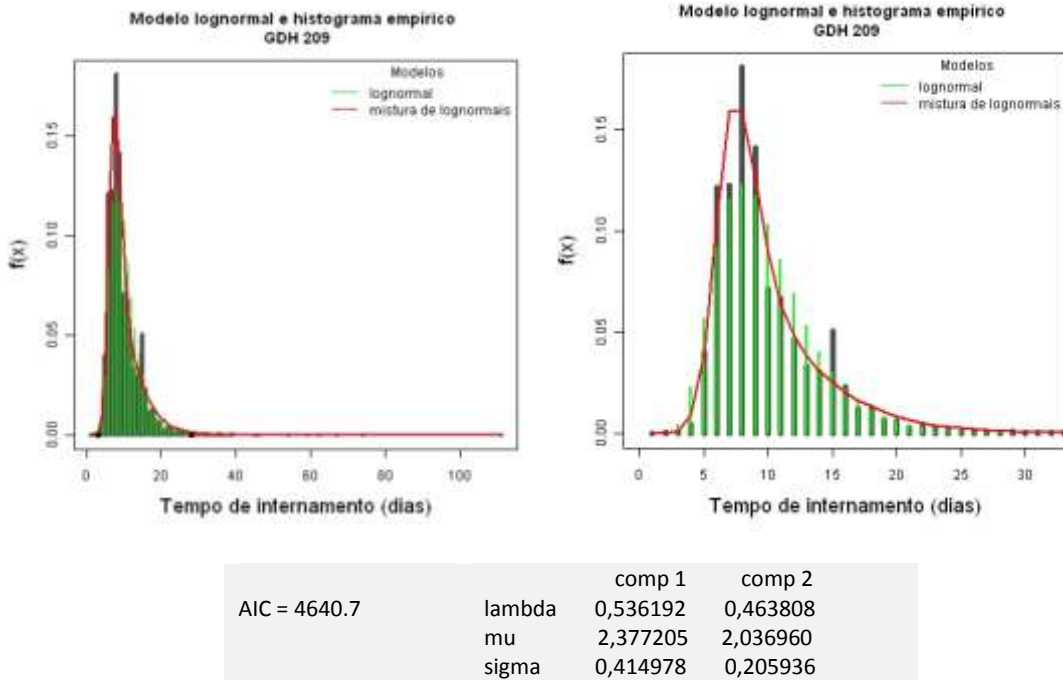 Modelo lognormal e histograma empírico
GDH 209
Modelos
lognormal
mistura de lognormais
f(x)
0.15
0.10
0.05
0.00
0 20 40 60 80 100
Tempo de internamento (dias)
Modelo lognormal e histograma empírico
GDH 209
Modelos
lognormal
mistura de lognormais
f(x)
0.15
0.10
0.05
0.00
0 5 10 15 20 25 30
Tempo de internamento (dias)
comp 1 comp 2
AIC = 4640.7 lambda 0,536192 0,463808
mu 2,377205 2,036960
sigma 0,414978 0,205936